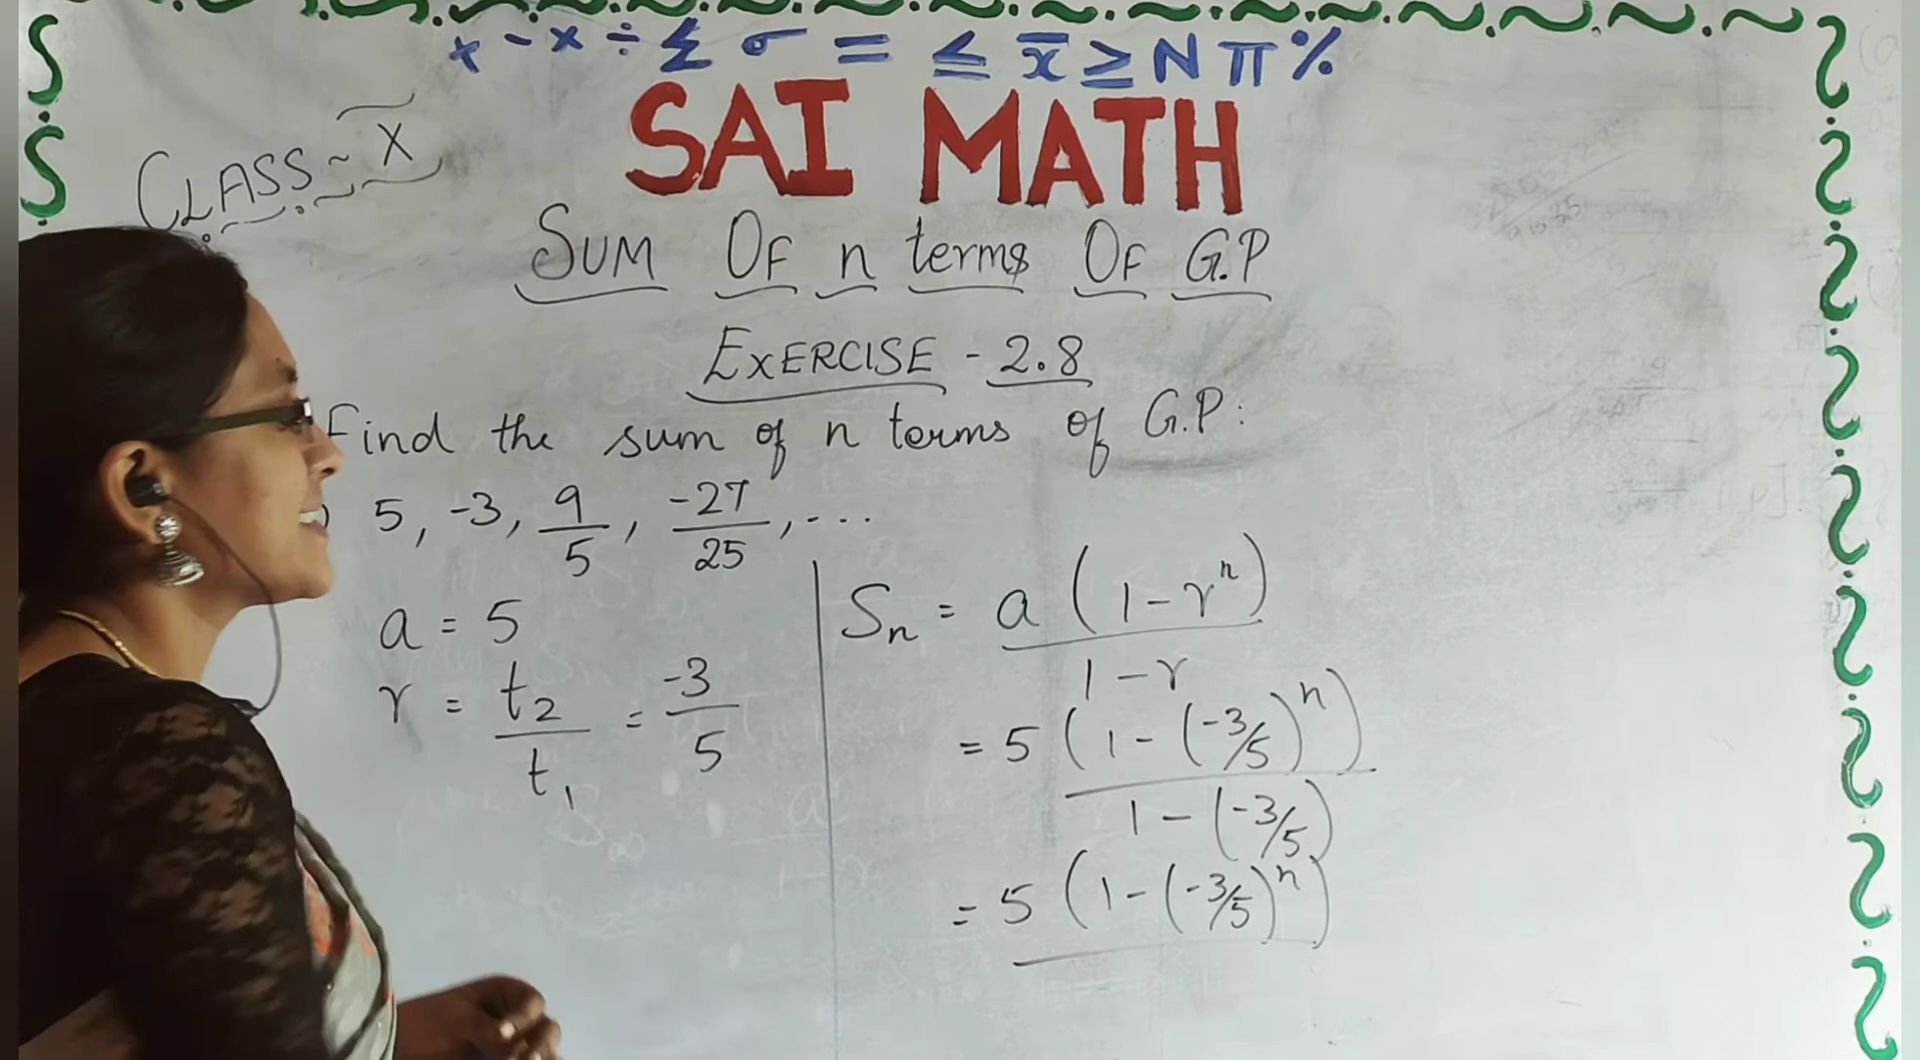 + - × ÷ Σ σ = ≤ x̄ ≥ N π %
SAI MATH
CLASS - X
SUM OF n terms OF G.P
EXERCISE - 2.8
Find the sum of n terms of G.P:
) 5, -3, 9/5, -27/25, ...
a = 5
r = t₂/t₁ = -3/5
Sₙ = a (1-rⁿ) / 1-r
= 5 (1-(-3/5)ⁿ) / 1-(-3/5)
= 5 (1-(-3/5)ⁿ)